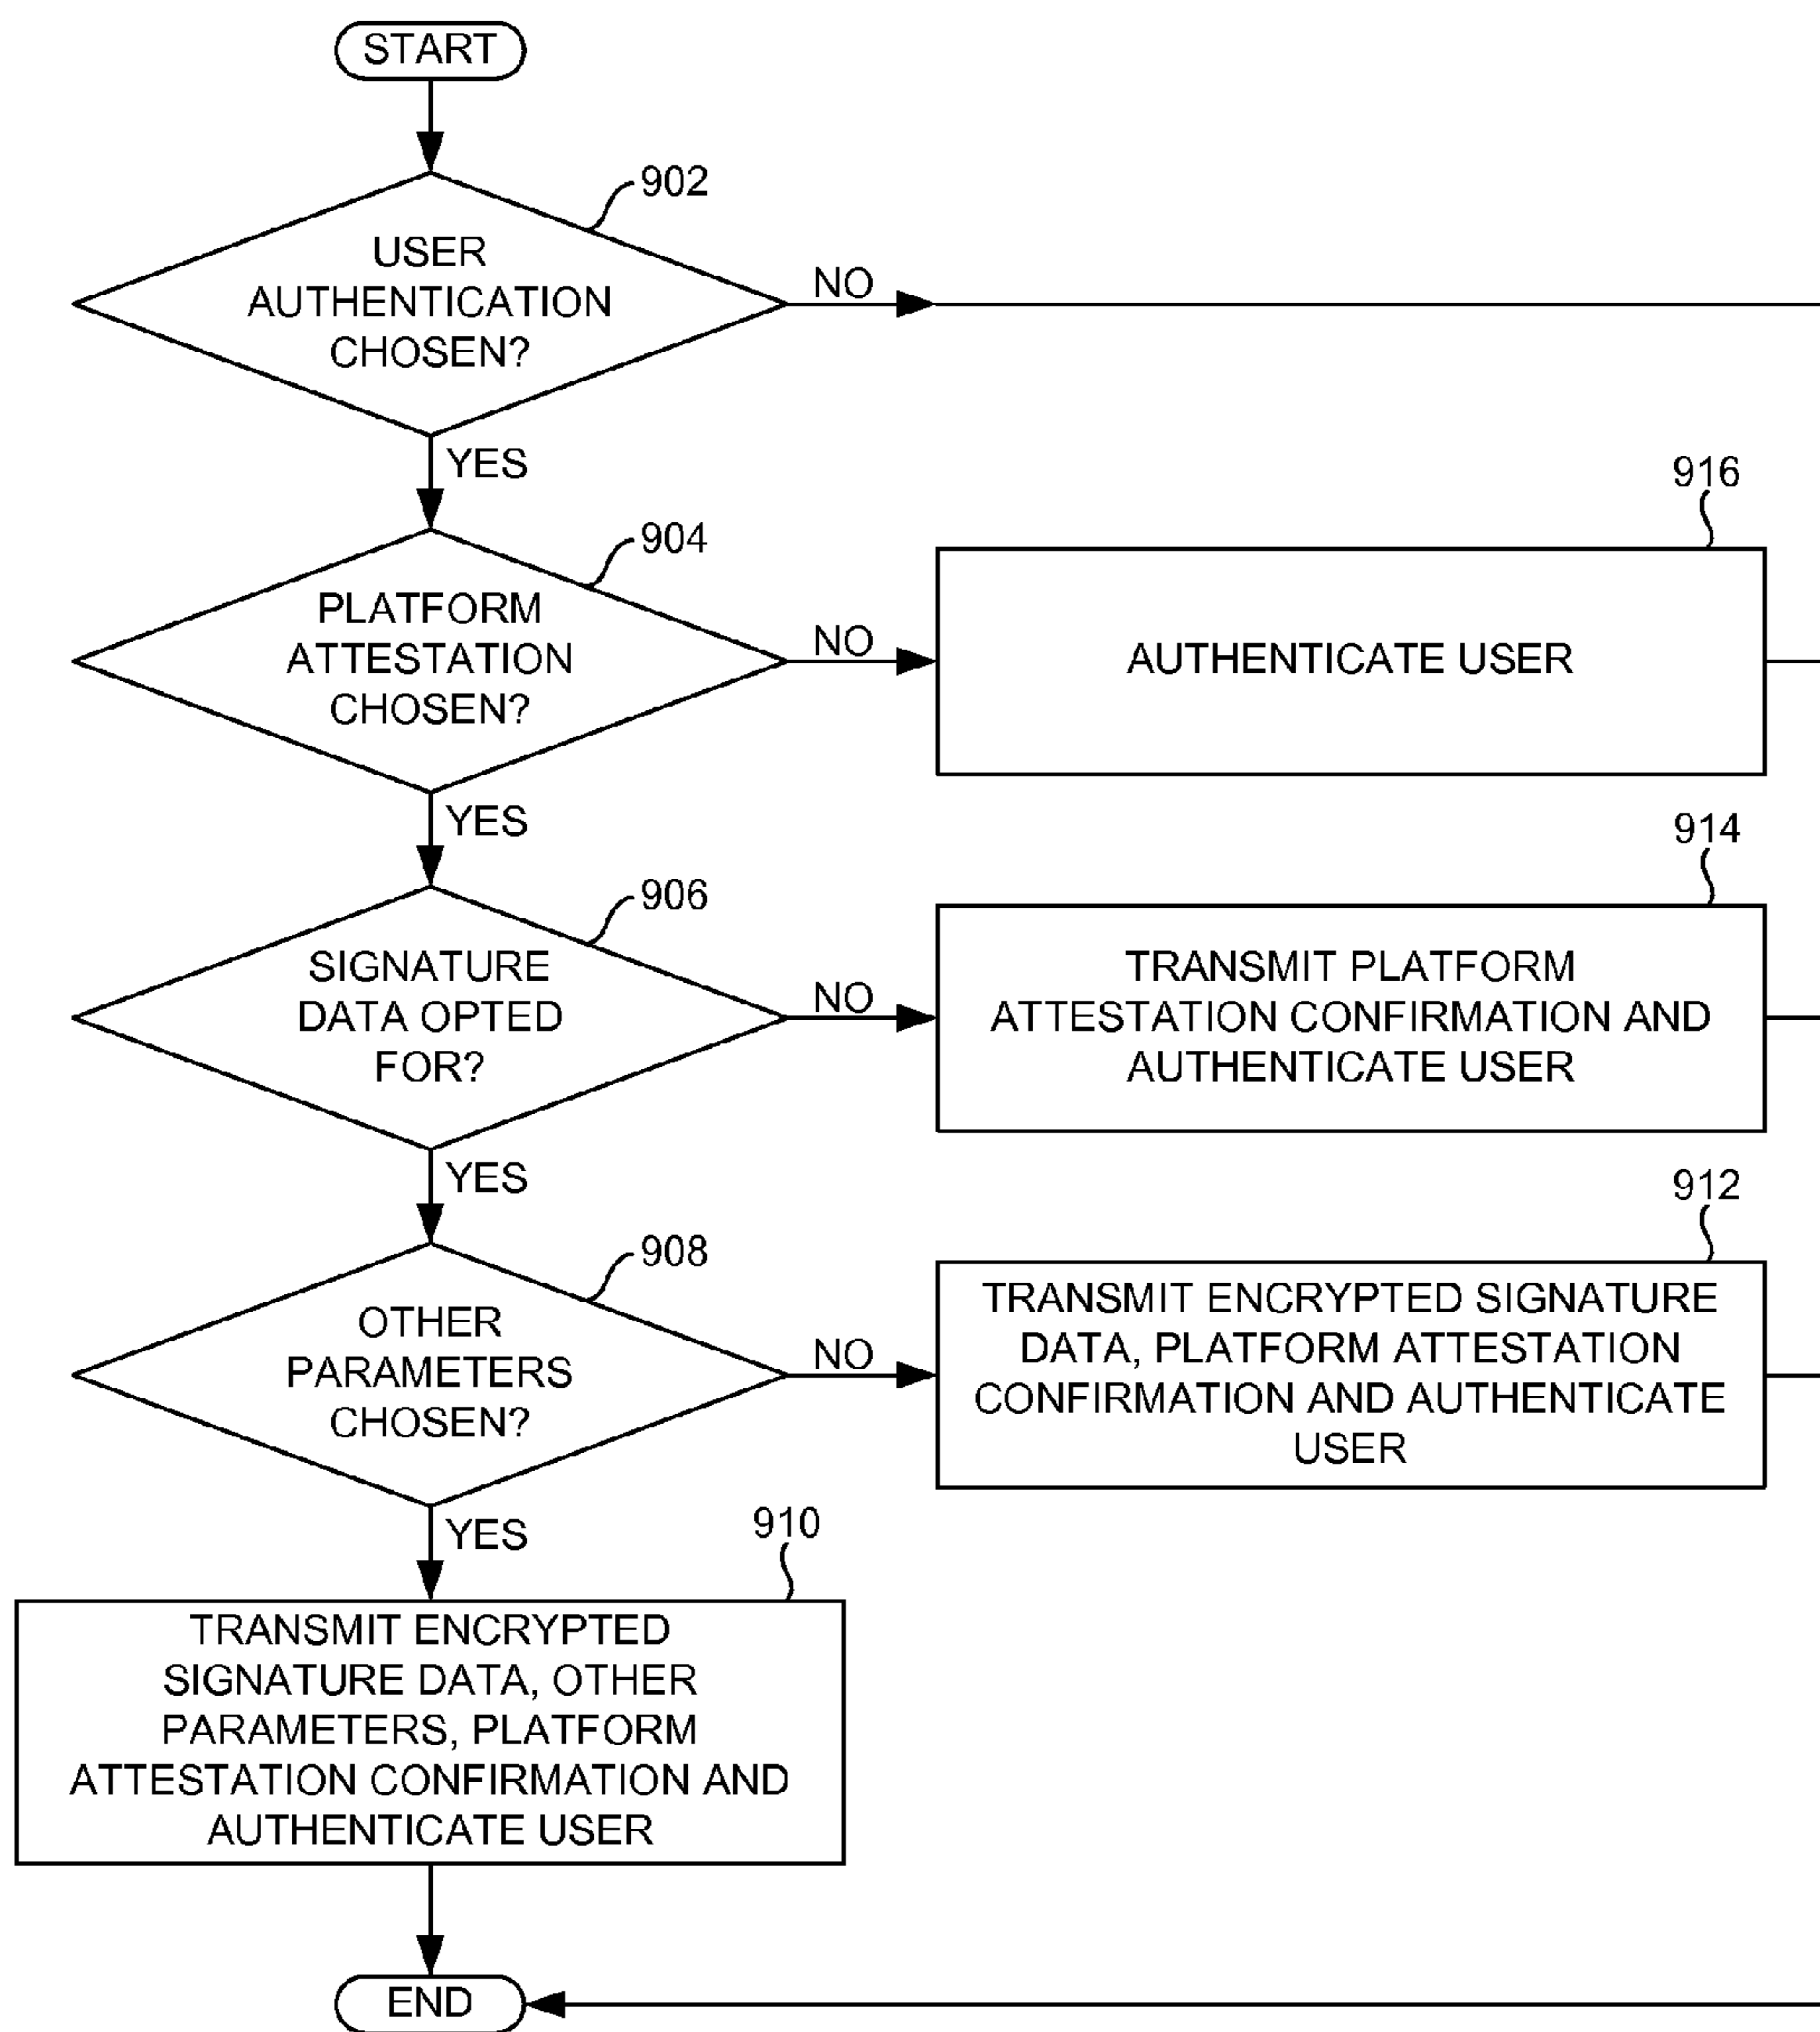 START
902
USER
AUTHENTICATION
CHOSEN?
NO
YES
904
PLATFORM
ATTESTATION
CHOSEN?
NO
916
AUTHENTICATE USER
YES
906
SIGNATURE
DATA OPTED
FOR?
NO
914
TRANSMIT PLATFORM
ATTESTATION CONFIRMATION AND
AUTHENTICATE USER
YES
908
OTHER
PARAMETERS
CHOSEN?
NO
912
TRANSMIT ENCRYPTED SIGNATURE
DATA, PLATFORM ATTESTATION
CONFIRMATION AND AUTHENTICATE
USER
YES
910
TRANSMIT ENCRYPTED
SIGNATURE DATA, OTHER
PARAMETERS, PLATFORM
ATTESTATION CONFIRMATION AND
AUTHENTICATE USER
END